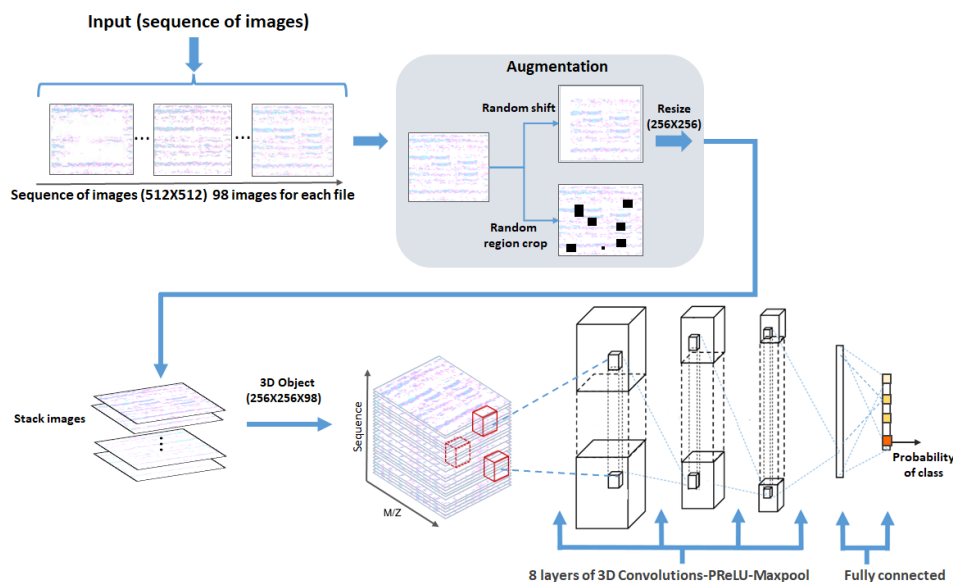 Input (sequence of images)
... ...
Sequence of images (512X512) 98 images for each file
Augmentation
Random shift
Resize
(256X256)
Random
region crop
Stack images
3D Object
(256X256X98)
Sequence
M/Z
Probability
of class
8 layers of 3D Convolutions-PReLU-Maxpool
Fully connected